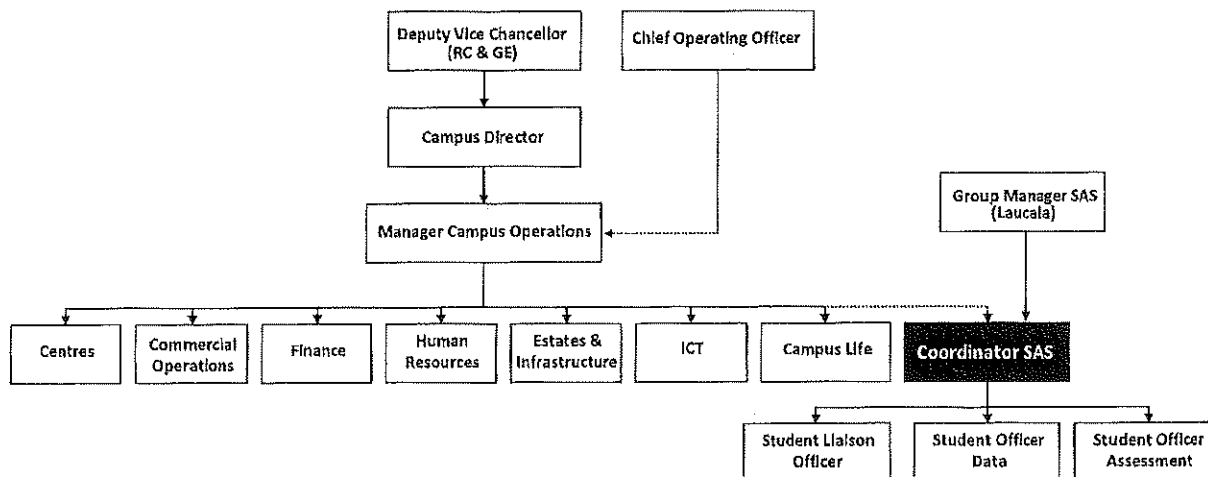 Deputy Vice Chancellor
(RC & GE)
Chief Operating Officer
Campus Director
Group Manager SAS
(Laucala)
Manager Campus Operations
Centres
Commercial
Operations
Finance
Human
Resources
Estates &
Infrastructure
ICT
Campus Life
Coordinator SAS
Student Liaison
Officer
Student Officer
Data
Student Officer
Assessment